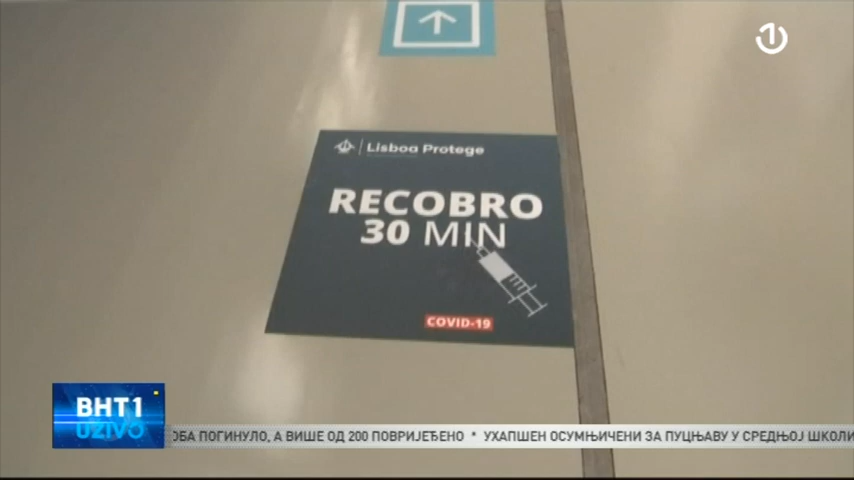 Lisboa Protege
RECOBRO
30 MIN
COVID-19
BHT1
UŽIVO
ОБА ПОГИНУЛО, А ВИШЕ ОД 200 ПОВРИЈЕЂЕНО * УХАПШЕН ОСУМЊИЧЕНИ ЗА ПУЦЊАВУ У СРЕДЊОЈ ШКОЛИ